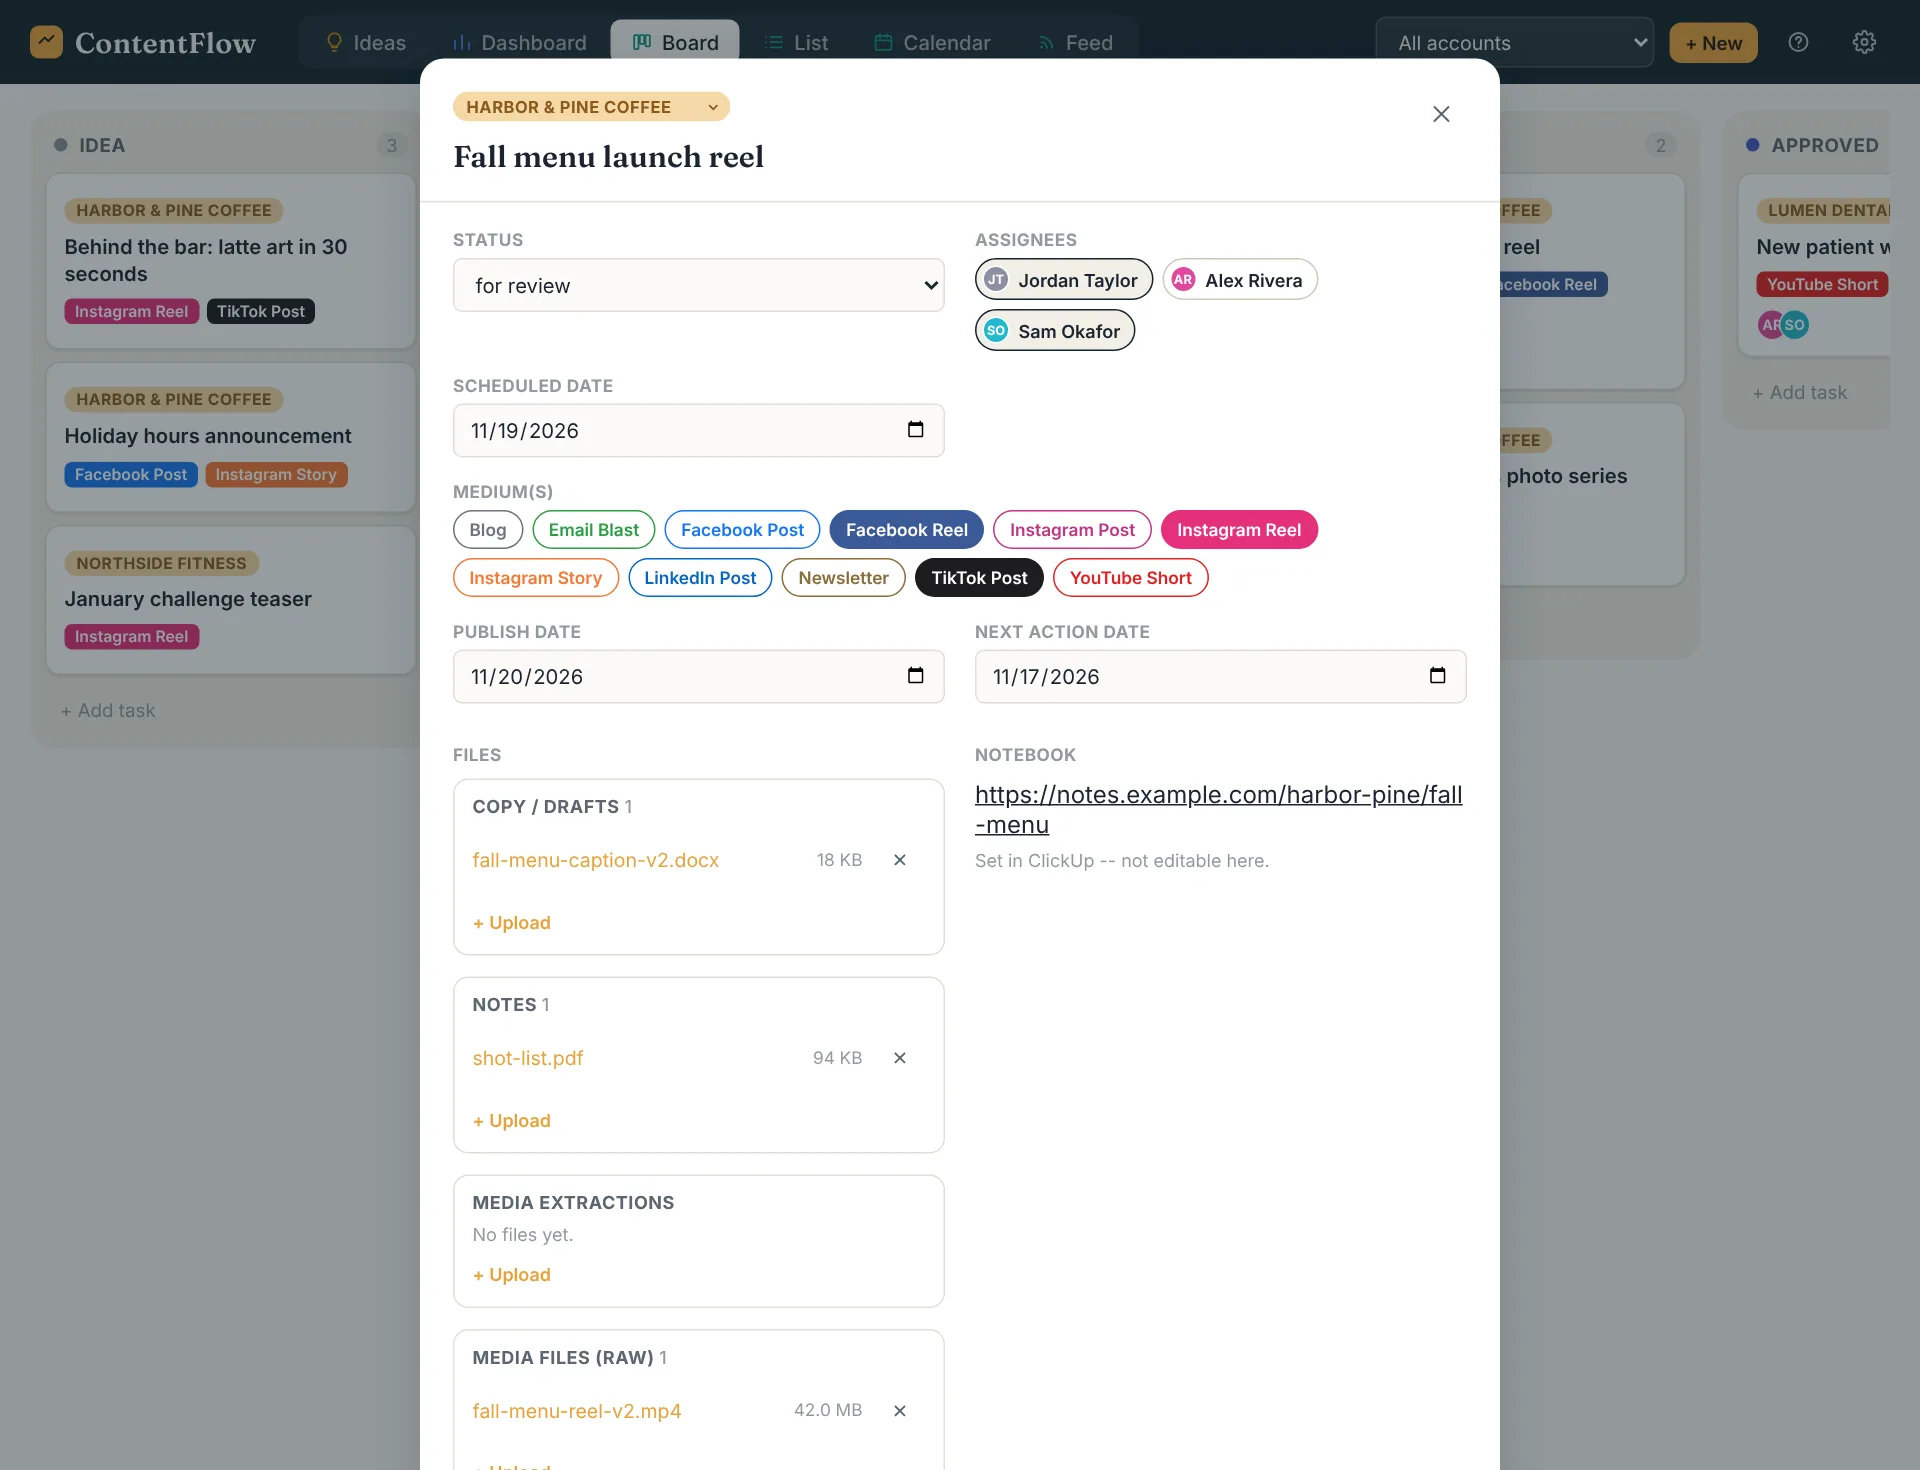 ContentFlow
Ideas
Dashboard
Board
List
Calendar
Feed
All accounts
+ New
HARBOR & PINE COFFEE
Fall menu launch reel
IDEA 3
HARBOR & PINE COFFEE
Behind the bar: latte art in 30
seconds
Instagram Reel TikTok Post
HARBOR & PINE COFFEE
Holiday hours announcement
Facebook Post Instagram Story
NORTHSIDE FITNESS
January challenge teaser
Instagram Reel
+ Add task
STATUS
for review
ASSIGNEES
JT Jordan Taylor
AR Alex Rivera
SO Sam Okafor
SCHEDULED DATE
11/19/2026
MEDIUM(S)
Blog Email Blast Facebook Post Facebook Reel Instagram Post Instagram Reel
Instagram Story LinkedIn Post Newsletter TikTok Post YouTube Short
PUBLISH DATE
11/20/2026
NEXT ACTION DATE
11/17/2026
FILES
COPY / DRAFTS 1
fall-menu-caption-v2.docx 18 KB
+ Upload
NOTES 1
shot-list.pdf 94 KB
+ Upload
MEDIA EXTRACTIONS
No files yet.
+ Upload
MEDIA FILES (RAW) 1
fall-menu-reel-v2.mp4 42.0 MB
NOTEBOOK
https://notes.example.com/harbor-pine/fall
-menu
Set in ClickUp -- not editable here.
2
reel
photo series
APPROVED
LUMEN
New patient
YouTube Short
AR SO
+ Add task